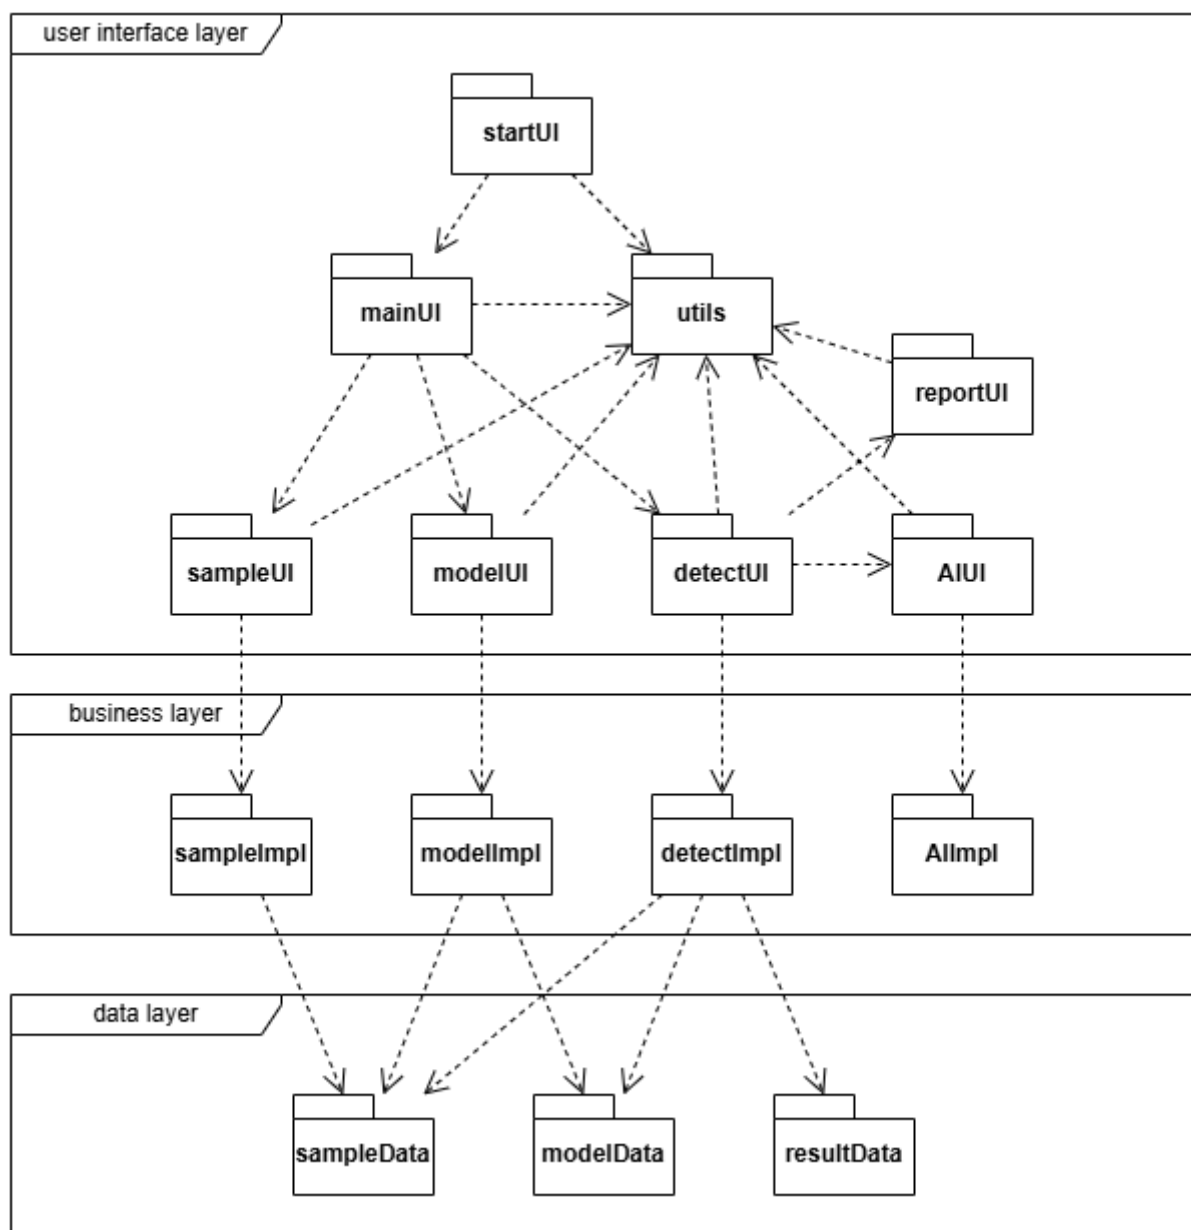 user interface layer
startUI
mainUI
utils
reportUI
sampleUI
modelUI
detectUI
AIUI
business layer
sampleImpl
modelImpl
detectImpl
AIImpl
data layer
sampleData
modelData
resultData